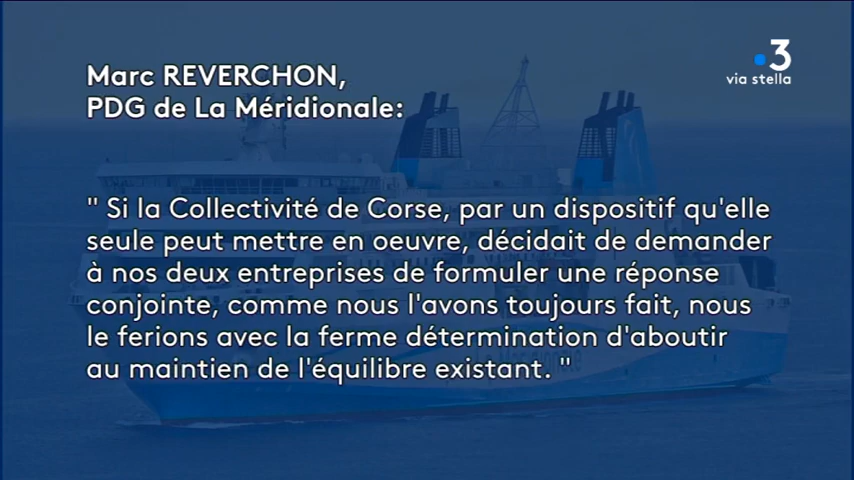 Marc REVERCHON,
PDG de La Méridionale:
3
via stella
" Si la Collectivité de Corse, par un dispositif qu'elle
seule peut mettre en oeuvre, décidait de demander
à nos deux entreprises de formuler une réponse
conjointe, comme nous l'avons toujours fait, nous
le ferions avec la ferme détermination d'aboutir
au maintien de l'équilibre existant. "
La Méridionale